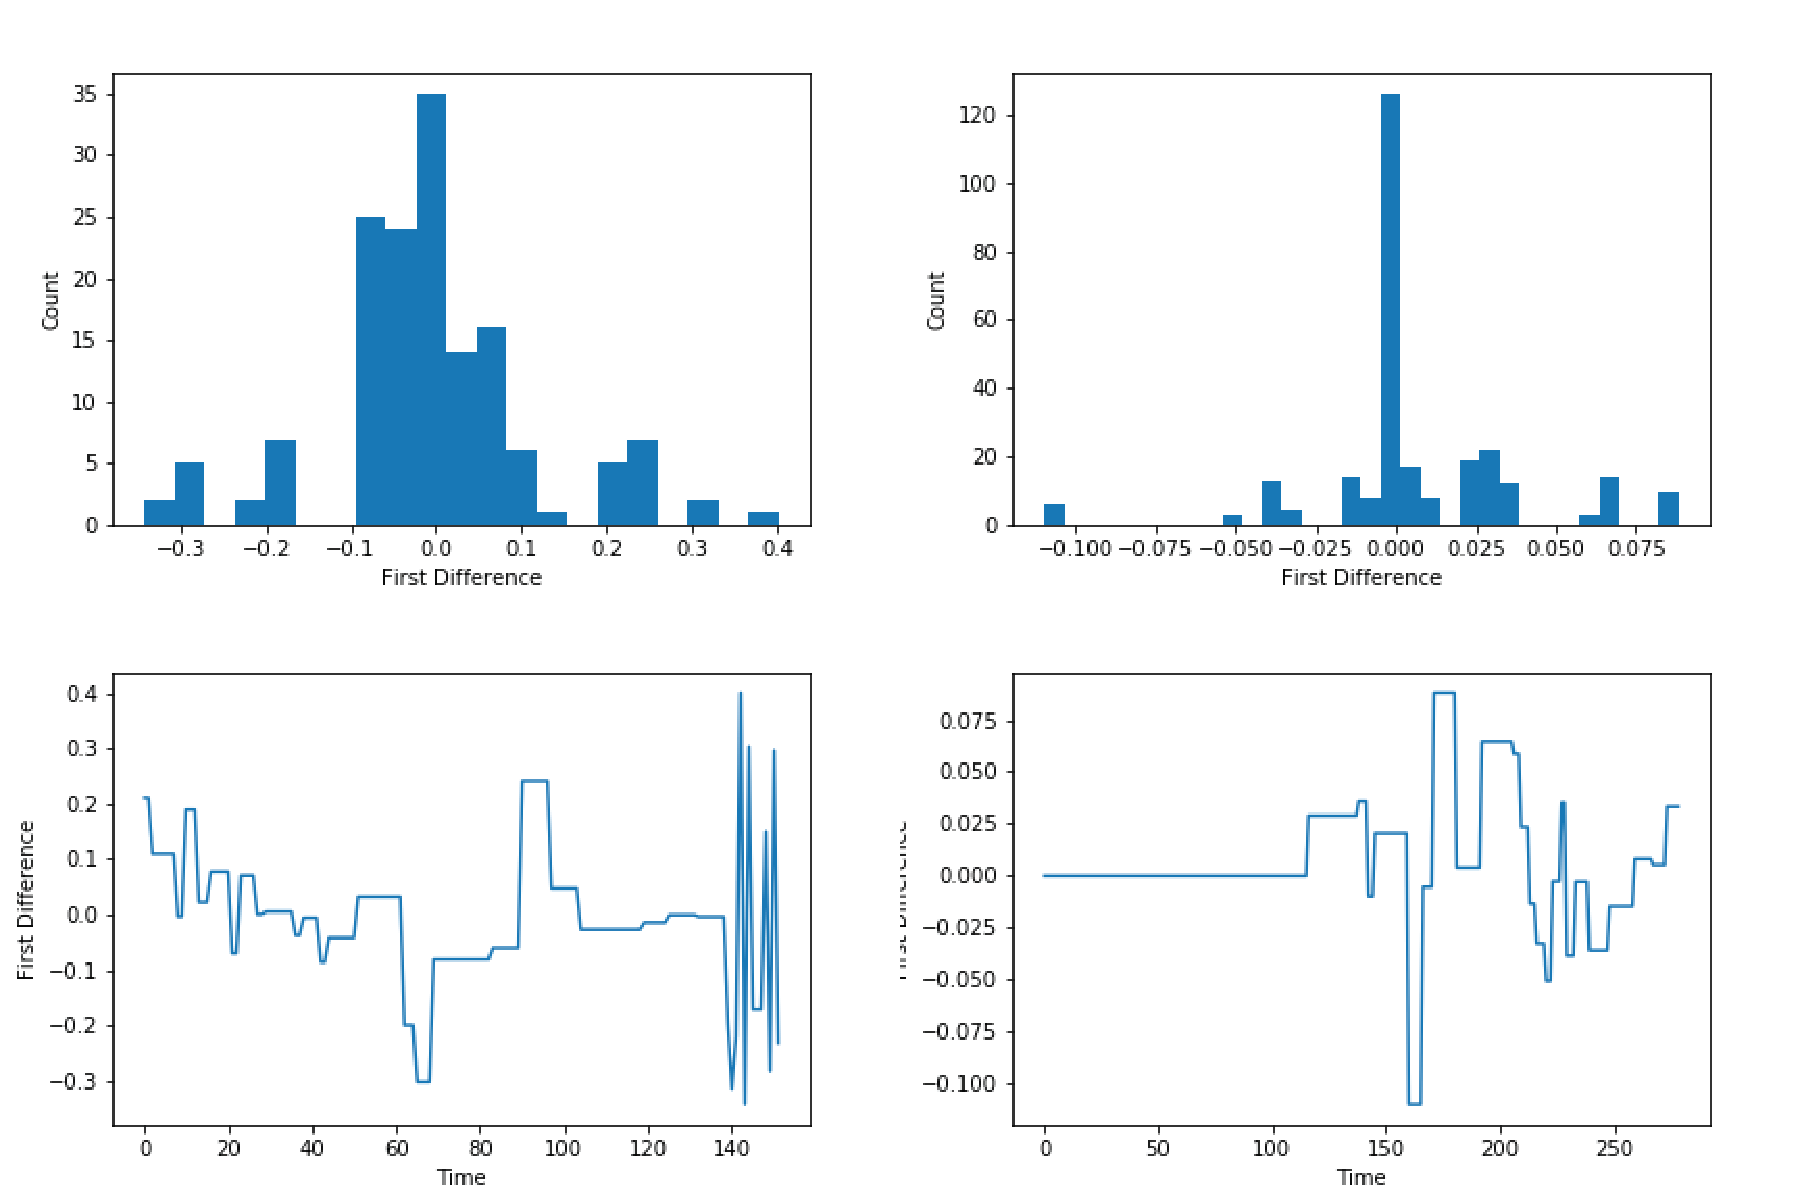 35
30
25
20
15
10
5
0
Count
−0.3 −0.2 −0.1 0.0 0.1 0.2 0.3 0.4
First Difference
120
100
80
60
40
20
0
Count
−0.100 −0.075 −0.050 −0.025 0.000 0.025 0.050 0.075
First Difference
0.4
0.3
0.2
0.1
0.0
−0.1
−0.2
−0.3
First Difference
0 20 40 60 80 100 120 140
Time
0.075
0.050
0.025
0.000
−0.025
−0.050
−0.075
−0.100
First Difference
0 50 100 150 200 250
Time